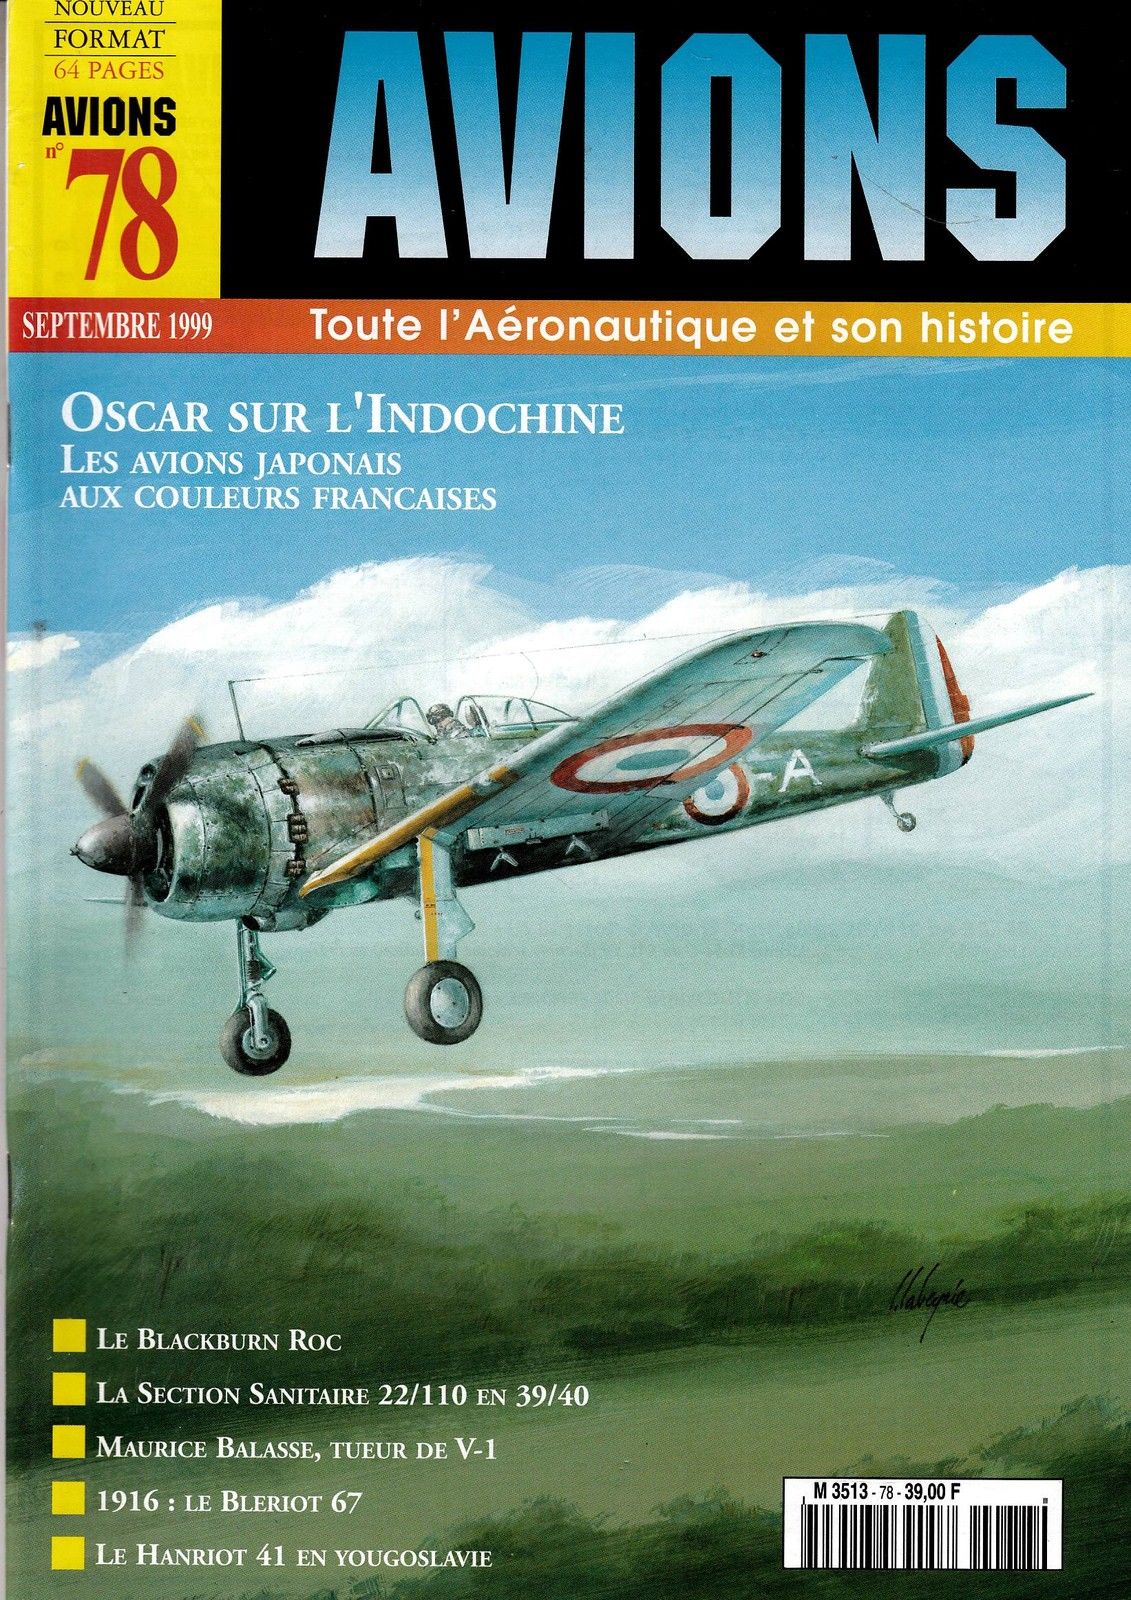 NOUVEAU
FORMAT
64 PAGES
AVIONS
n° 78
AVIONS
SEPTEMBRE 1999
Toute l'Aéronautique et son histoire
OSCAR SUR L'INDOCHINE
LES AVIONS JAPONAIS
AUX COULEURS FRANCAISES
-A
Labeyrie
LE BLACKBURN ROC
LA SECTION SANITAIRE 22/110 EN 39/40
MAURICE BALASSE, TUEUR DE V-1
1916 : LE BLERIOT 67
LE HANRIOT 41 EN YOUGOSLAVIE
M 3513 - 78 - 39,00 F